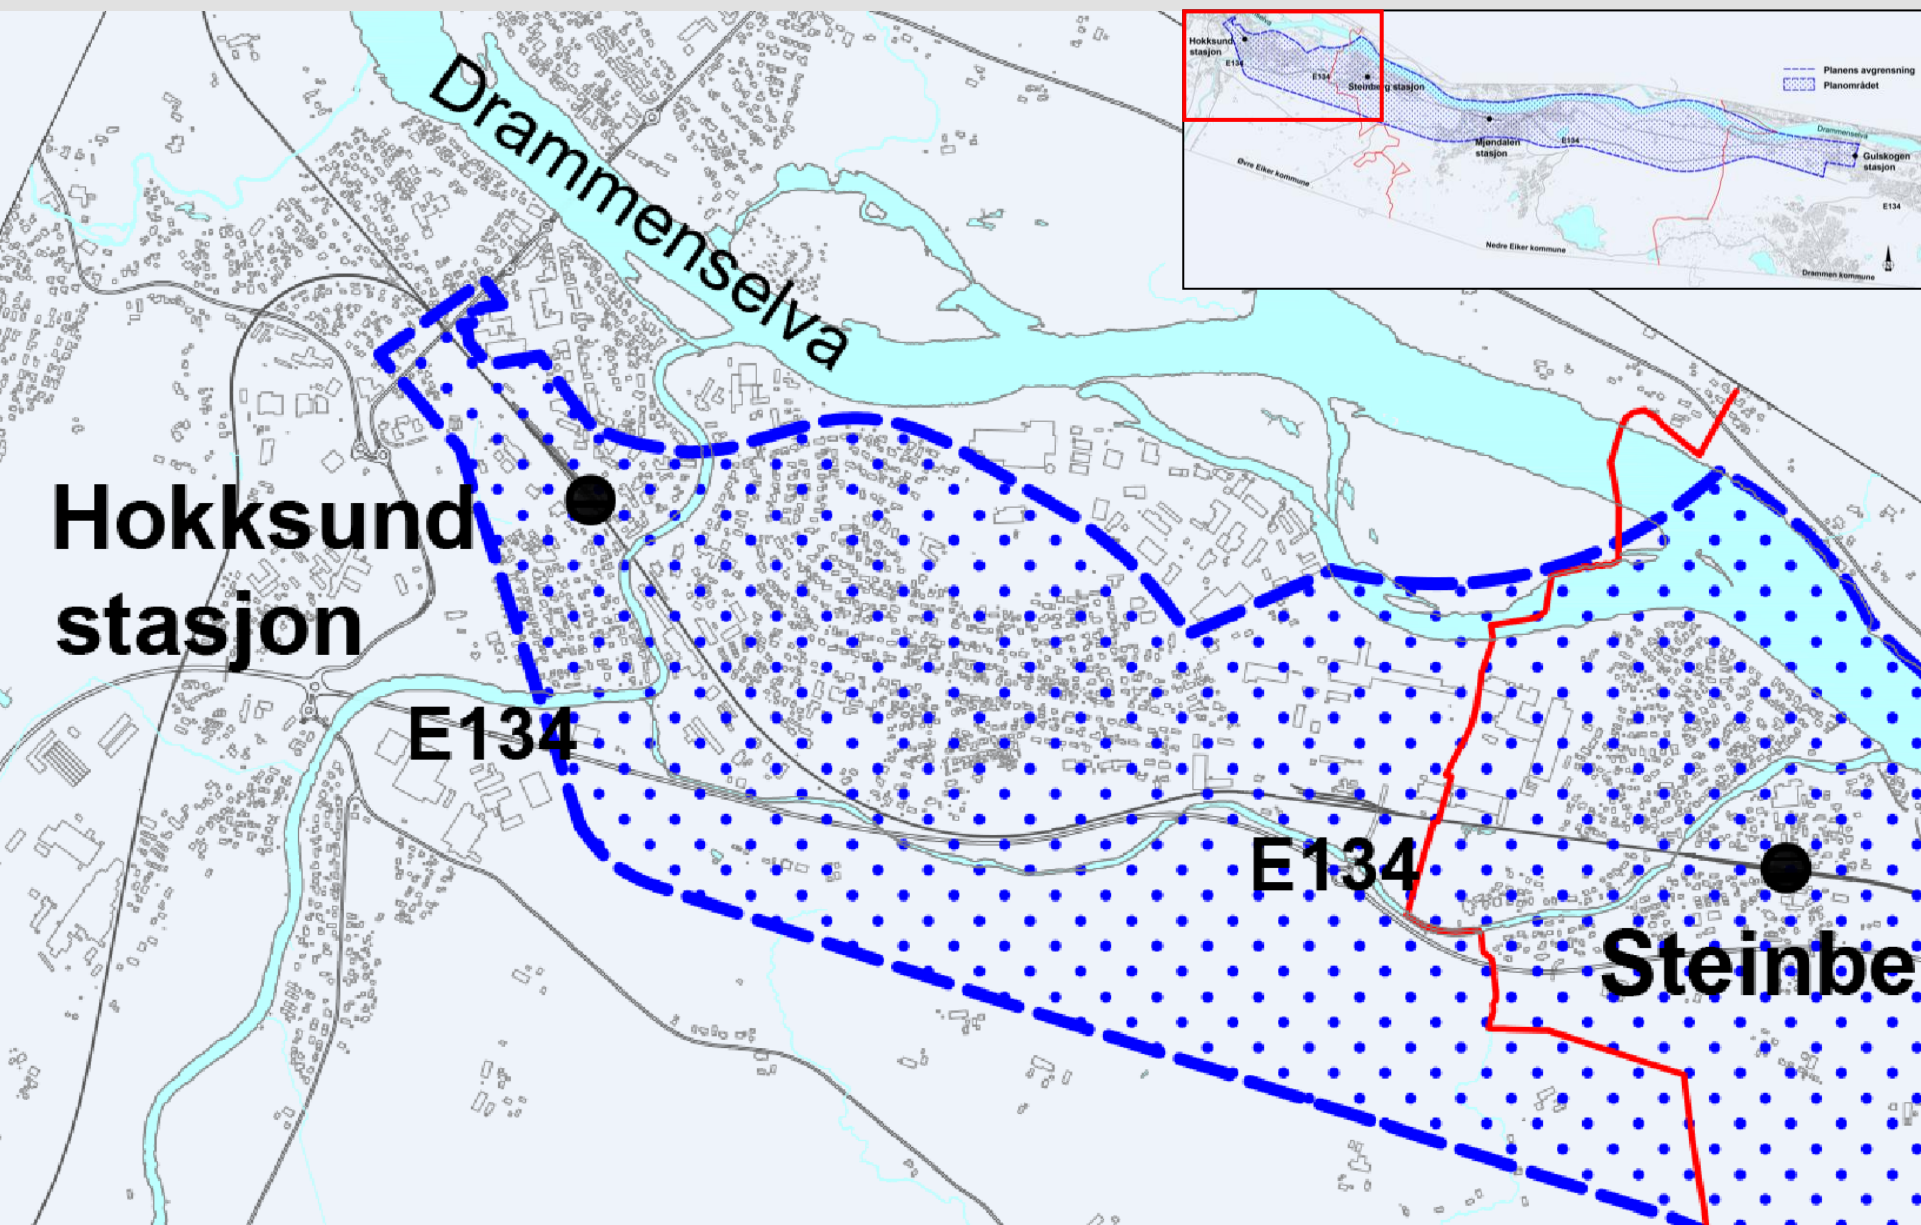 Drammenselva
Hokksund
stasjon
E134
E134
Steinbe
Hokksund
stasjon
E134
E134
Steinberg stasjon
Mjøndalen
stasjon
E134
Planens avgrensning
Planområdet
Drammenselva
Gulskogen
stasjon
E134
Øvre Eiker kommune
Nedre Eiker kommune
Drammen kommune